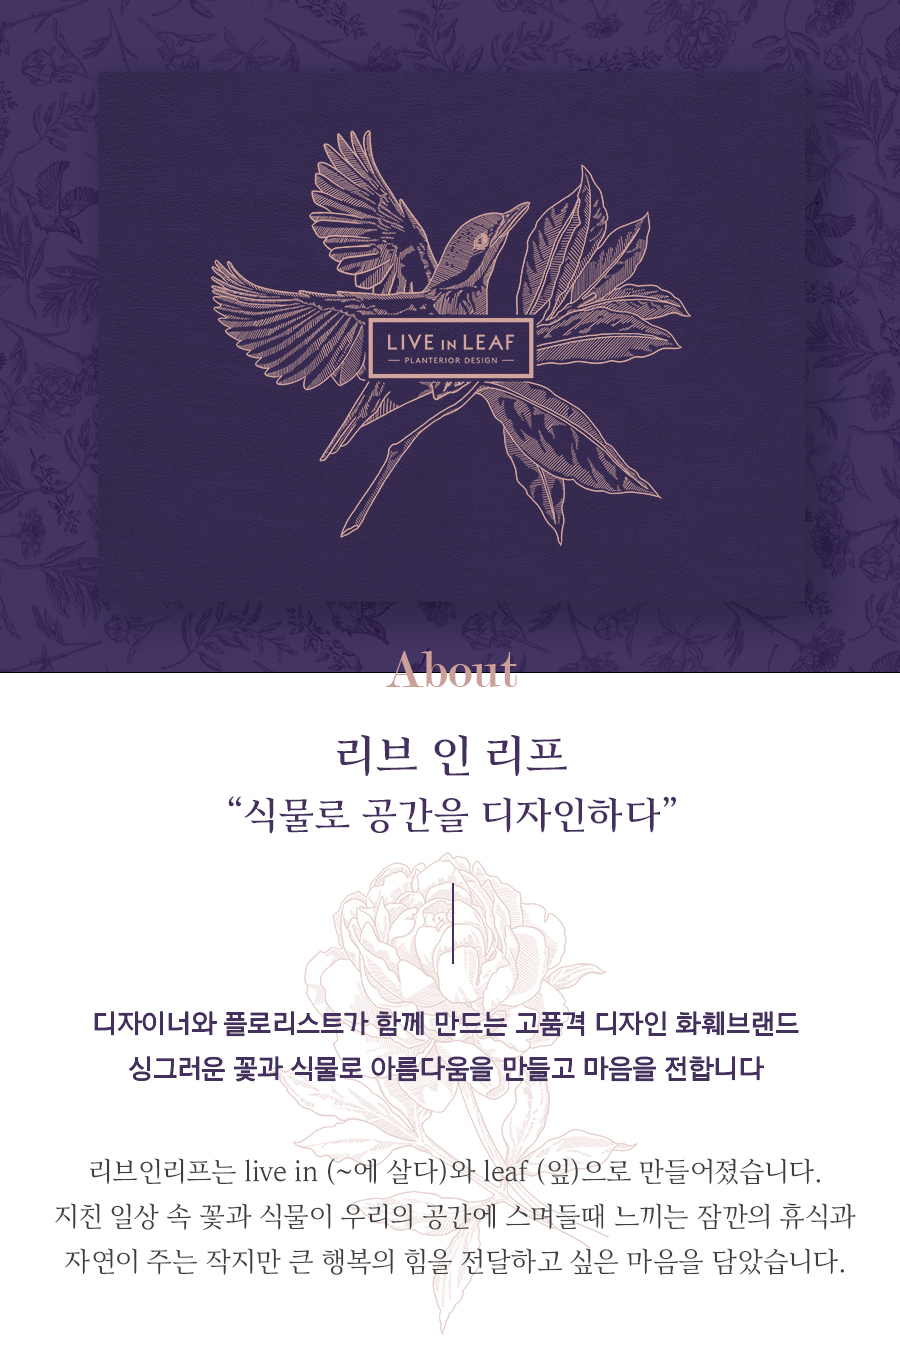 LIVE IN LEAF
PLANTERIOR DESIGN
About
리브 인 리프
“식물로 공간을 디자인하다”
디자이너와 플로리스트가 함께 만드는 고품격 디자인 화훼브랜드
싱그러운 꽃과 식물로 아름다움을 만들고 마음을 전합니다
리브인리프는 live in (~에 살다)와 leaf (잎)으로 만들어졌습니다.
지친 일상 속 꽃과 식물이 우리의 공간에 스며들때 느끼는 잠깐의 휴식과
자연이 주는 작지만 큰 행복의 힘을 전달하고 싶은 마음을 담았습니다.